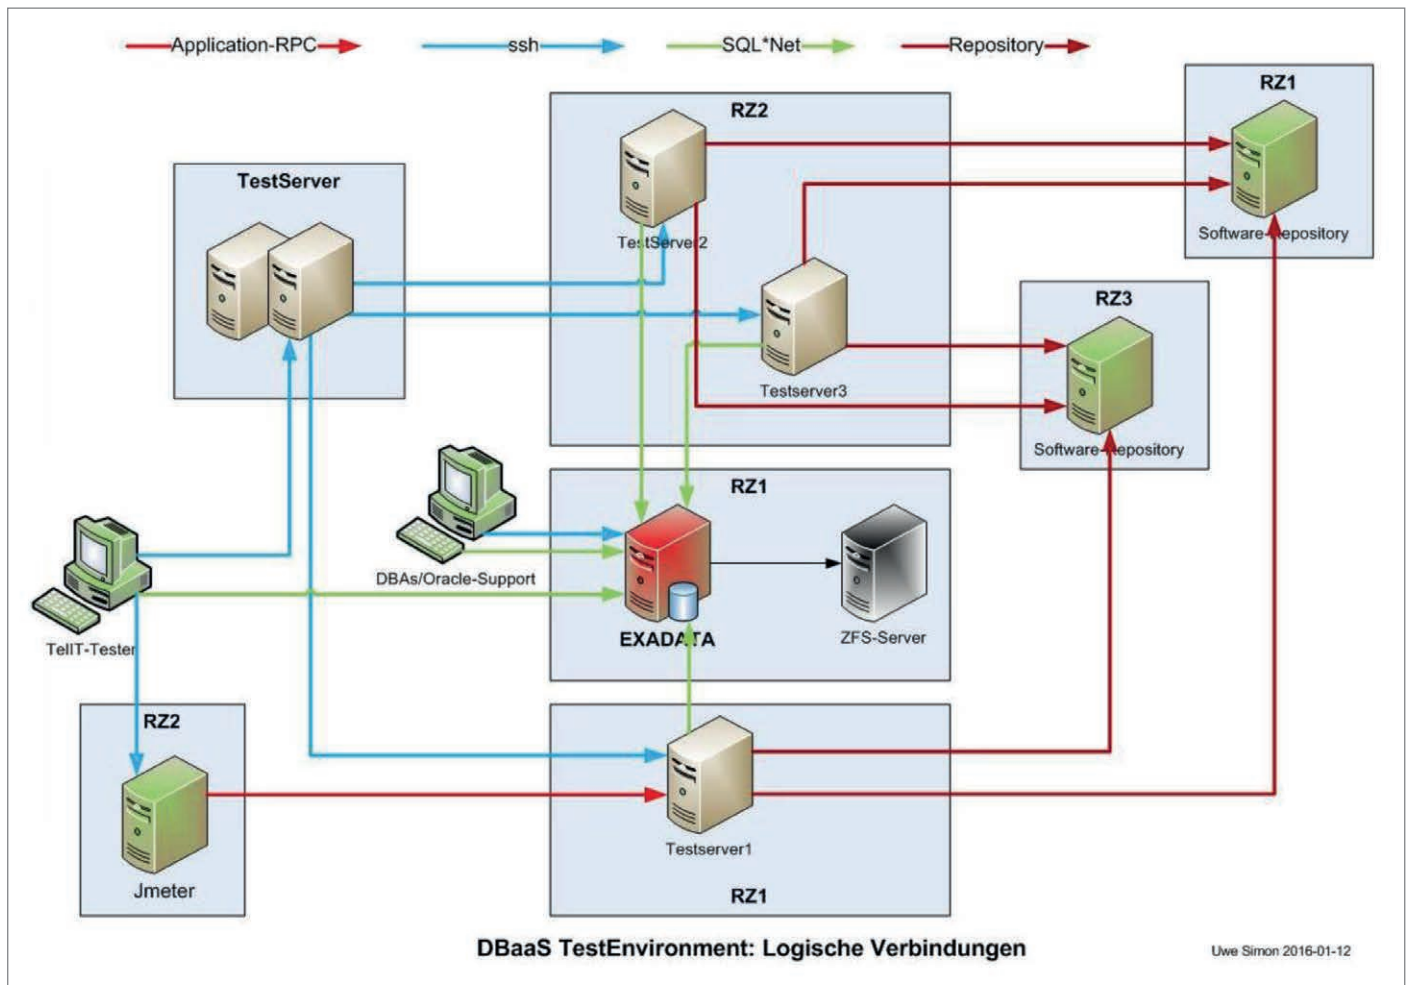 Application-RPC
ssh
SQL*Net
Repository
RZ1
Software-Repository
RZ2
TestServer2
Testserver3
TestServer
RZ3
Software-Repository
RZ1
DBAs/Oracle-Support
EXADATA
ZFS-Server
TelIT-Tester
RZ2
Jmeter
Testserver1
RZ1
DBaaS TestEnvironment: Logische Verbindungen
Uwe Simon 2016-01-12